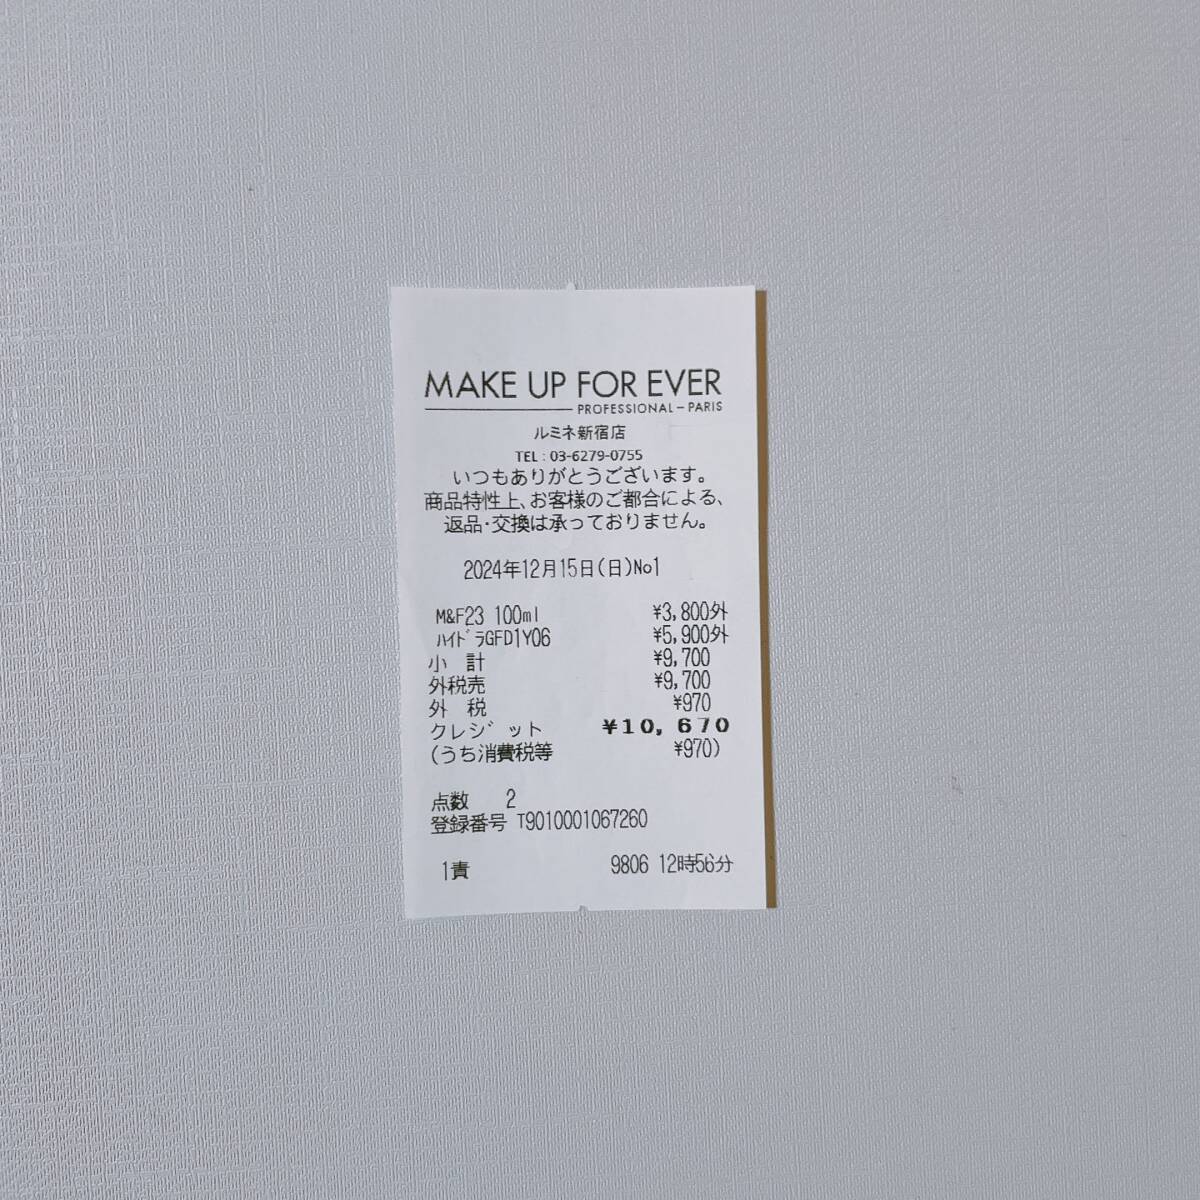 MAKE UP FOR EVER
PROFESSIONAL – PARIS
ルミネ新宿店
TEL : 03-6279-0755
いつもありがとうございます。
商品特性上、お客様のご都合による、
返品・交換は承っておりません。
2024年12月15日(日)No1
M&F23 100ml ¥3,800外
ﾊｲﾄﾞﾗGFD1Y06 ¥5,900外
小 計 ¥9,700
外税売 ¥9,700
外 税 ¥970
クレジット ¥10,670
(うち消費税等 ¥970)
点数 2
登録番号 T9010001067260
1責 9806 12時56分